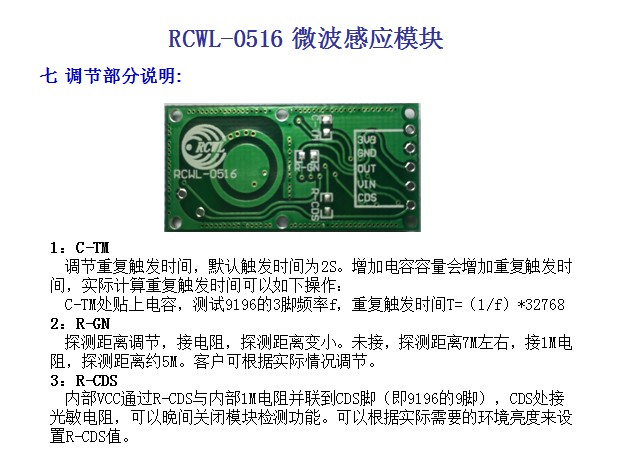 RCWL-0516 微波感应模块
七 调节部分说明:
C-TM
RCWL
RCWL-0516
R-GN
R-CDS
3V3
GND
OUT
VIN
CDS
1：C-TM
调节重复触发时间，默认触发时间为2S。增加电容容量会增加重复触发时
间，实际计算重复触发时间可以如下操作：
C-TM处贴上电容，测试9196的3脚频率f，重复触发时间T=（1/f）*32768
2：R-GN
探测距离调节，接电阻，探测距离变小。未接，探测距离7M左右，接1M电
阻，探测距离约5M。客户可根据实际情况调节。
3：R-CDS
内部VCC通过R-CDS与内部1M电阻并联到CDS脚（即9196的9脚），CDS处接
光敏电阻，可以晚间关闭模块检测功能。可以根据实际需要的环境亮度来设
置R-CDS值。